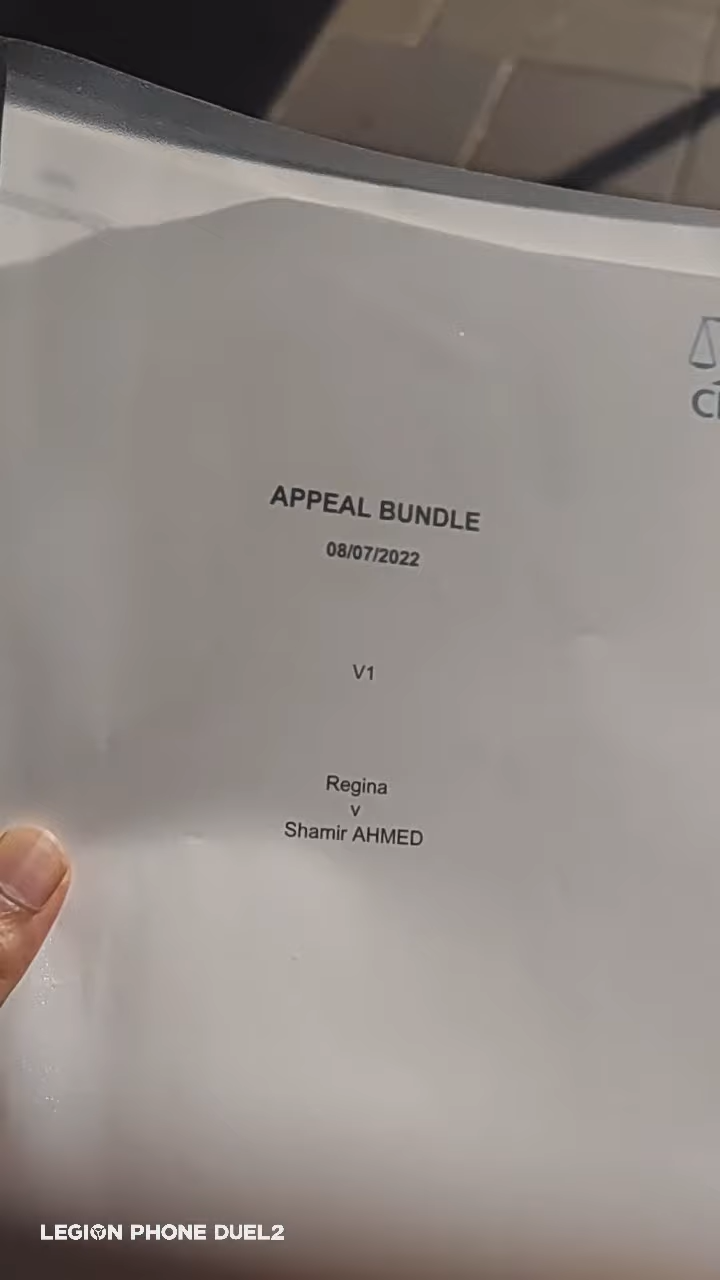 APPEAL BUNDLE
08/07/2022
V1
Regina
v
Shamir AHMED
LEGION PHONE DUEL2